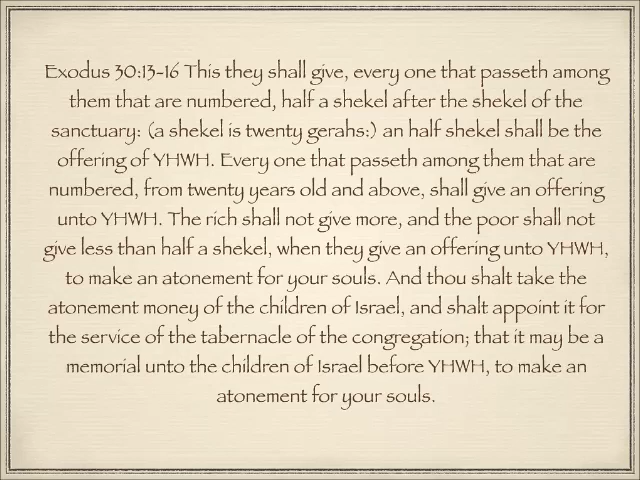 Exodus 30:13-16 This they shall give, every one that passeth among
them that are numbered, half a shekel after the shekel of the
sanctuary: (a shekel is twenty gerahs:) an half shekel shall be the
offering of YHWH. Every one that passeth among them that are
numbered, from twenty years old and above, shall give an offering
unto YHWH. The rich shall not give more, and the poor shall not
give less than half a shekel, when they give an offering unto YHWH,
to make an atonement for your souls. And thou shalt take the
atonement money of the children of Israel, and shalt appoint it for
the service of the tabernacle of the congregation; that it may be a
memorial unto the children of Israel before YHWH, to make an
atonement for your souls.